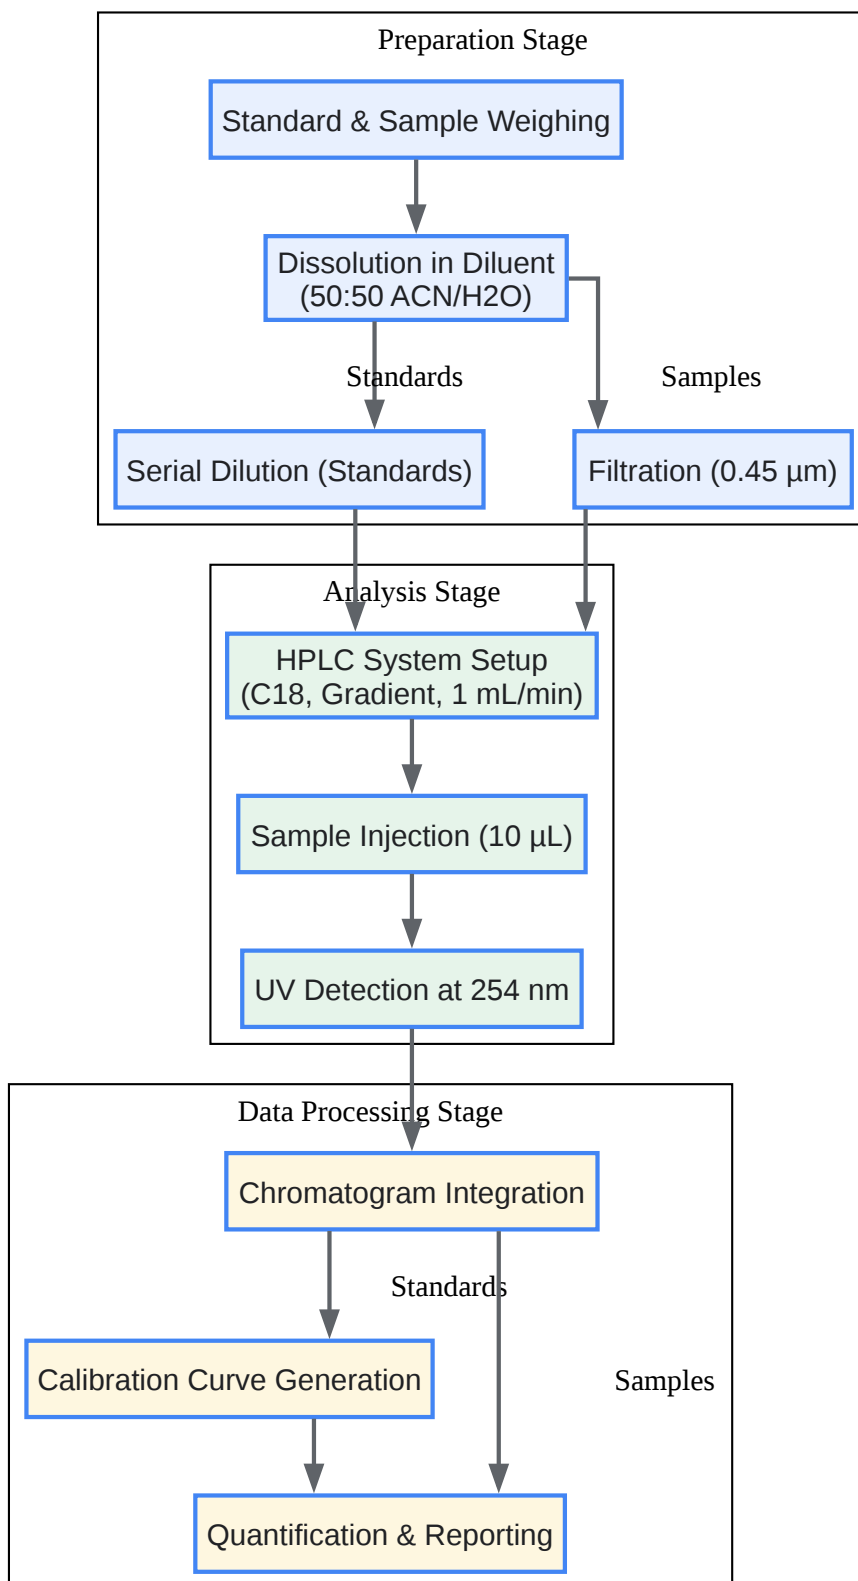 Preparation Stage
Standard & Sample Weighing
Dissolution in Diluent
(50:50 ACN/H2O)
Standards
Samples
Serial Dilution (Standards)
Filtration (0.45 µm)
Analysis Stage
HPLC System Setup
(C18, Gradient, 1 mL/min)
Sample Injection (10 µL)
UV Detection at 254 nm
Data Processing Stage
Chromatogram Integration
Standards
Calibration Curve Generation
Samples
Quantification & Reporting